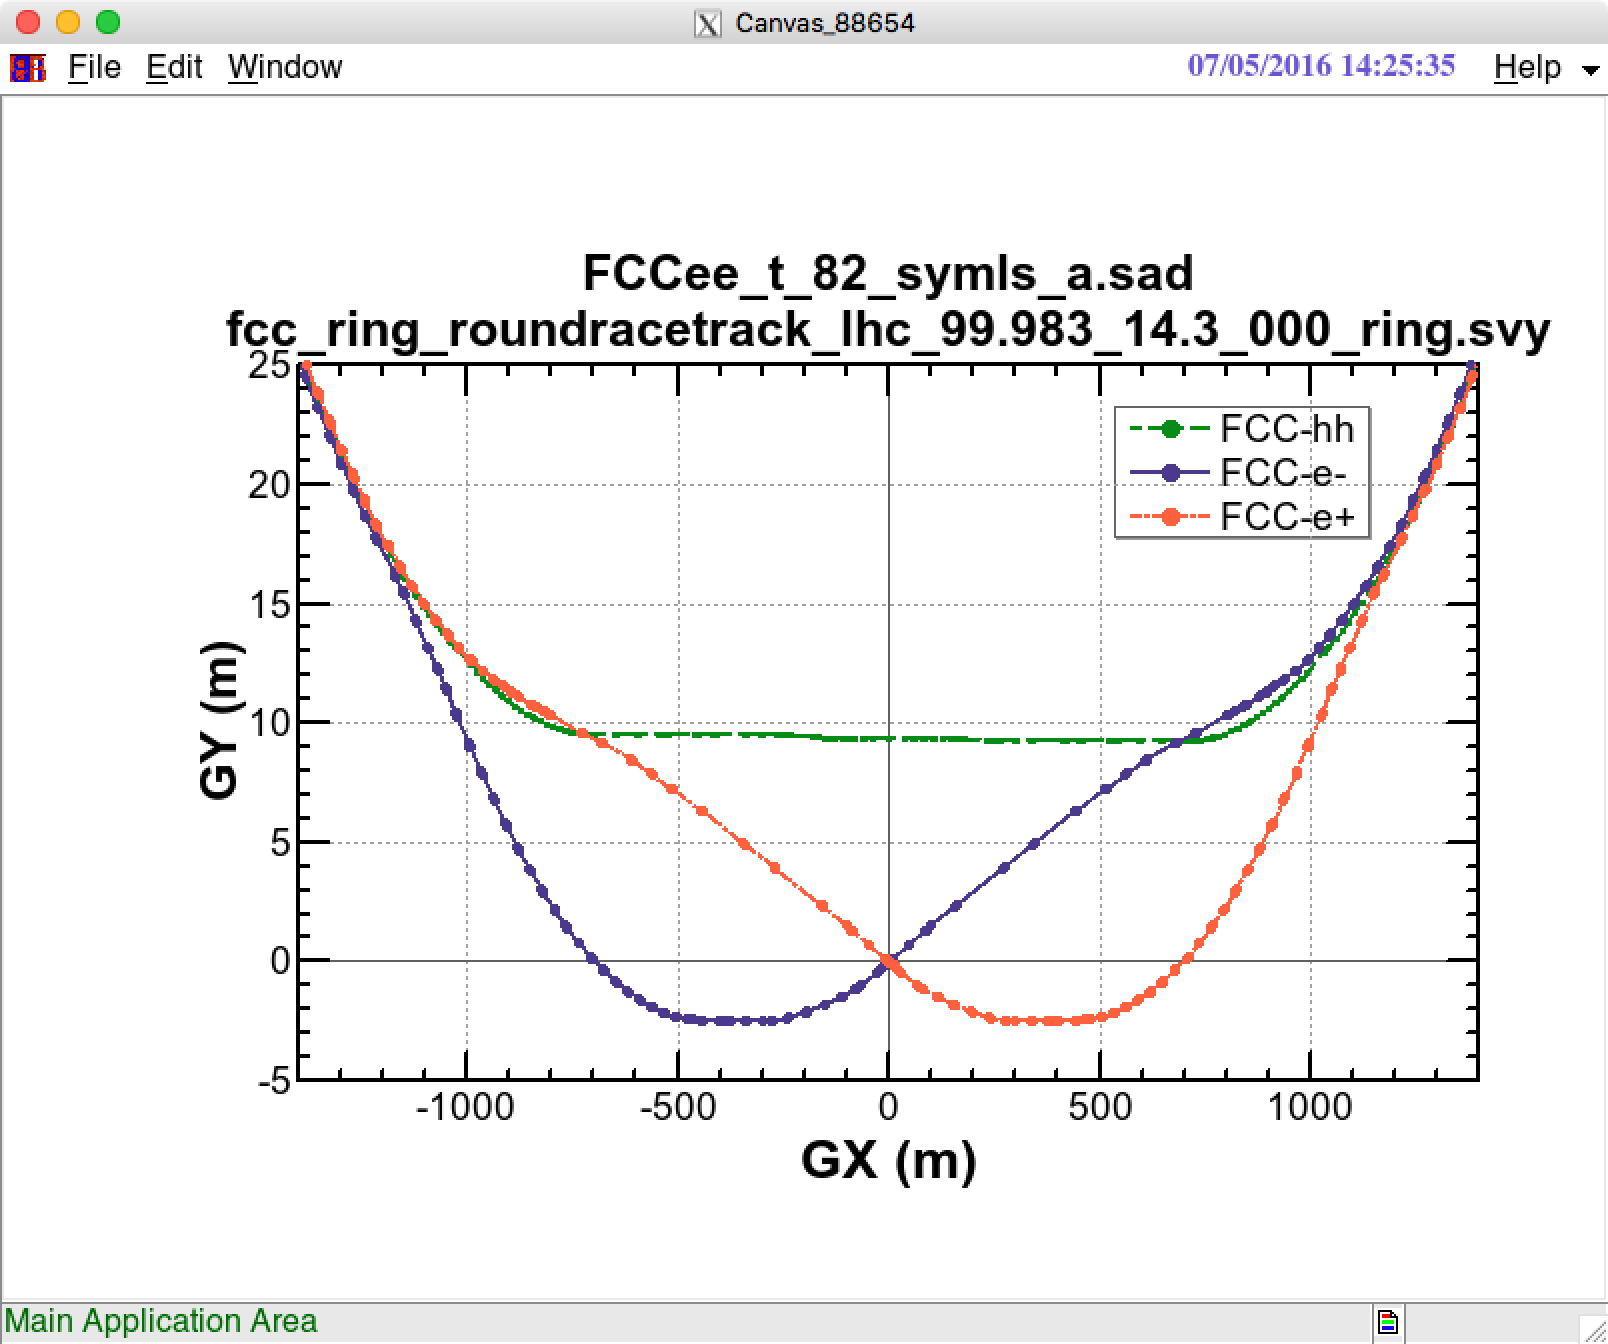 Canvas_88654
File Edit Window 07/05/2016 14:25:35 Help
FCCee_t_82_symls_a.sad
fcc_ring_roundracetrack_lhc_99.983_14.3_000_ring.svy
25
20
15
10
5
0
-5
GY (m)
FCC-hh
FCC-e-
FCC-e+
-1000 -500 0 500 1000
GX (m)
Main Application Area